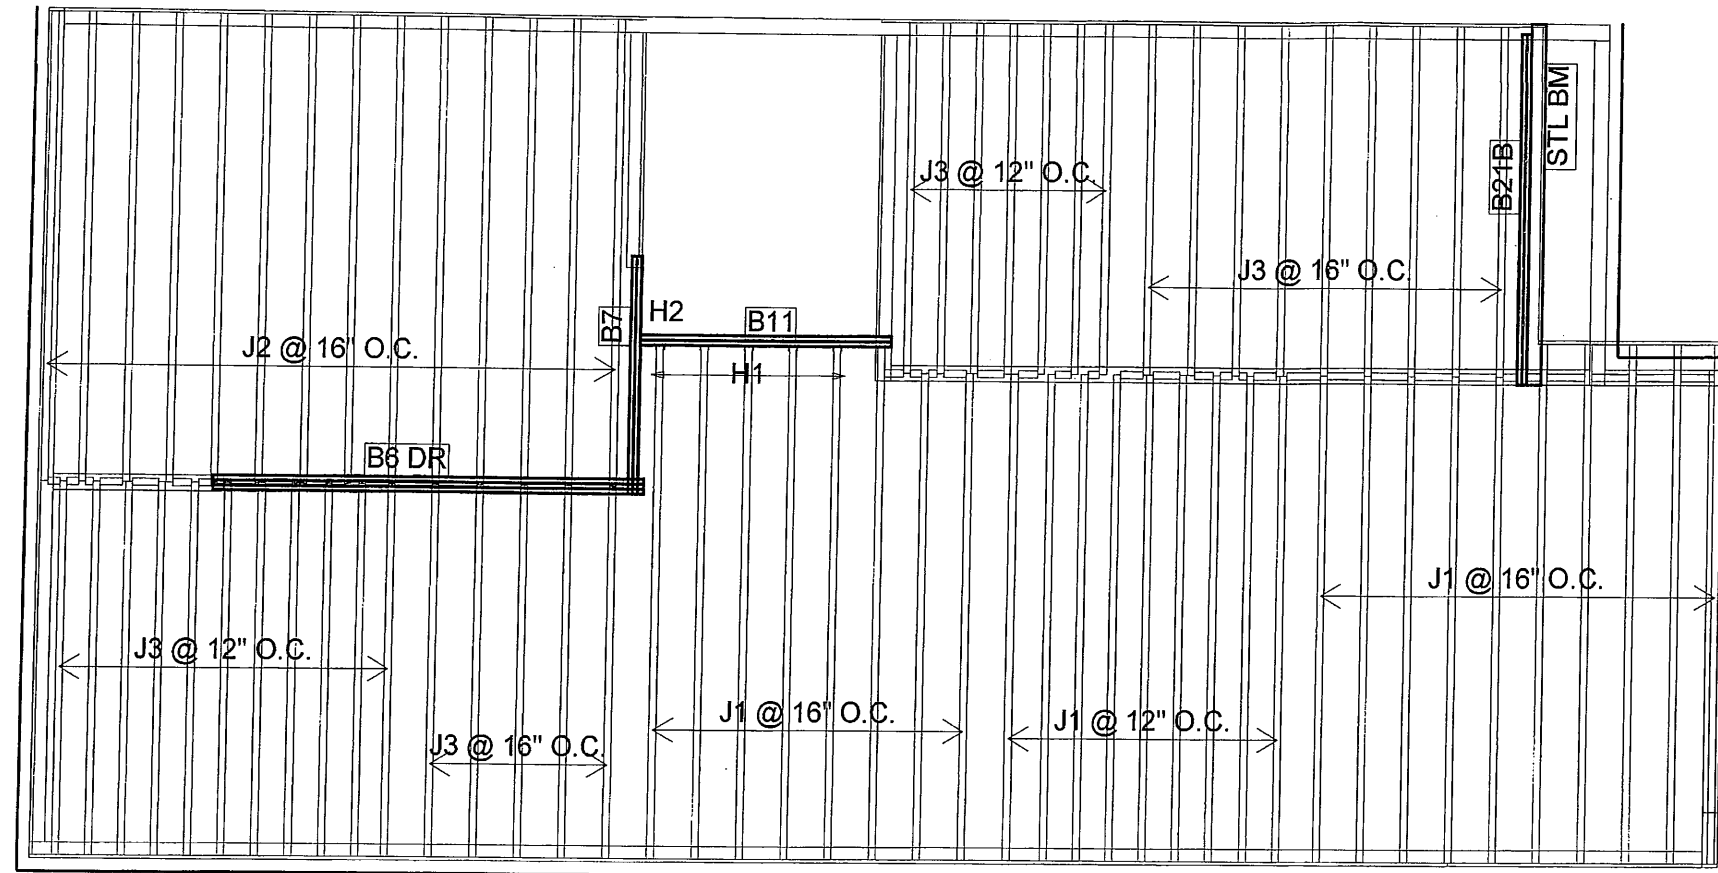 STL BM
J3 @ 12" O.C.
B21B
J3 @ 16" O.C.
B7
H2
B11
J2 @ 16" O.C.
H1
B6 DR
J1 @ 16" O.C.
J3 @ 12" O.C.
J1 @ 16" O.C.
J1 @ 12" O.C.
J3 @ 16" O.C.